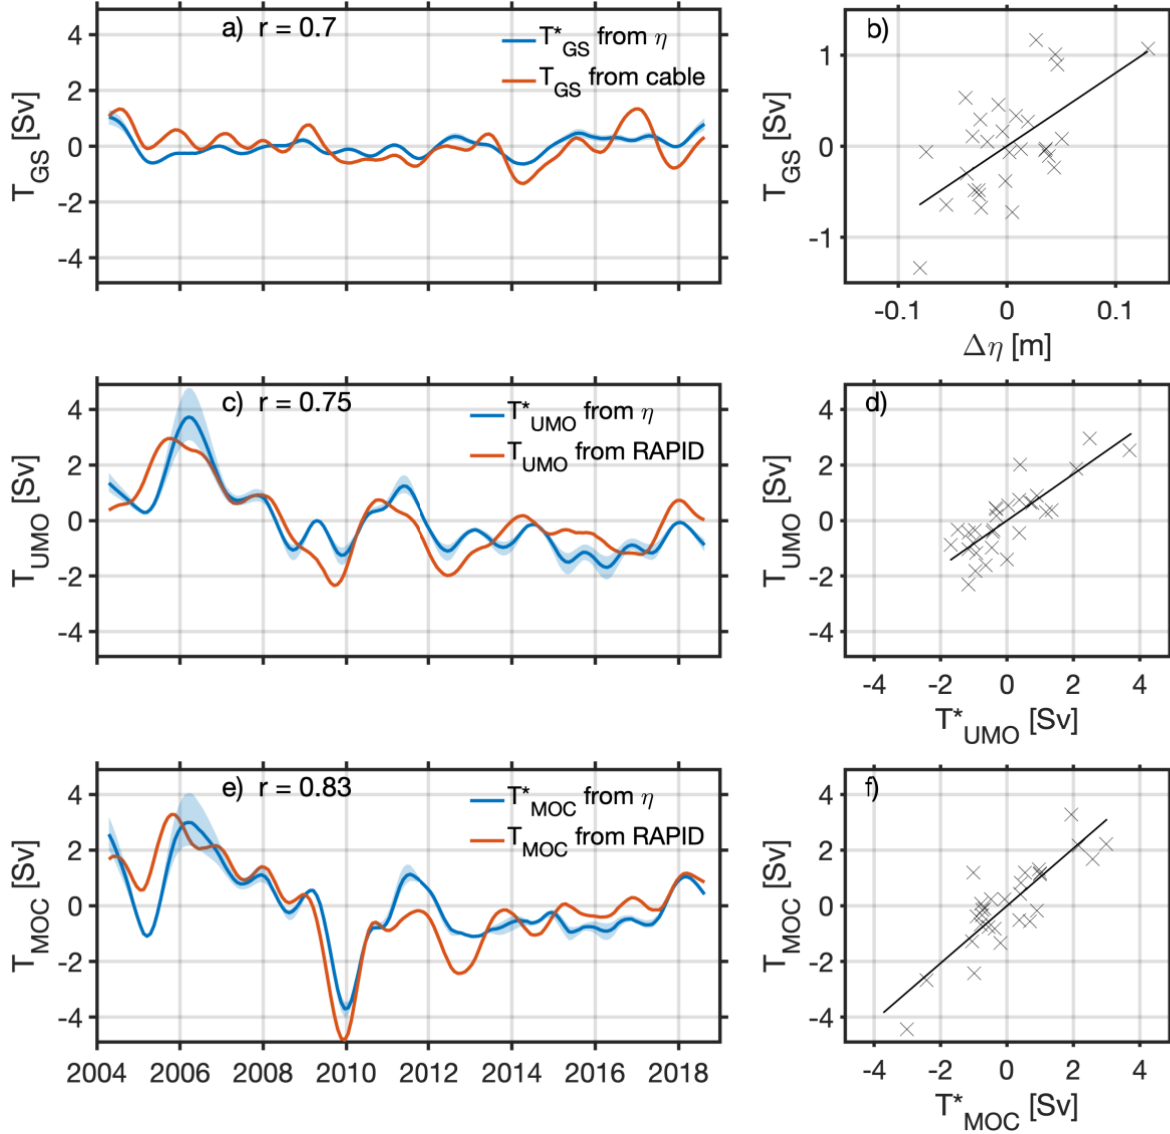 a) r = 0.7
T*GS from η
TGS from cable
4
2
0
-2
-4
TGS [Sv]
b)
1
0
-1
TGS [Sv]
-0.1 0 0.1
Δη [m]
c) r = 0.75
T*UMO from η
TUMO from RAPID
4
2
0
-2
-4
TUMO [Sv]
d)
4
2
0
-2
-4
TUMO [Sv]
-4 -2 0 2 4
T*UMO [Sv]
e) r = 0.83
T*MOC from η
TMOC from RAPID
4
2
0
-2
-4
TMOC [Sv]
2004 2006 2008 2010 2012 2014 2016 2018
f)
4
2
0
-2
-4
TMOC [Sv]
-4 -2 0 2 4
T*MOC [Sv]